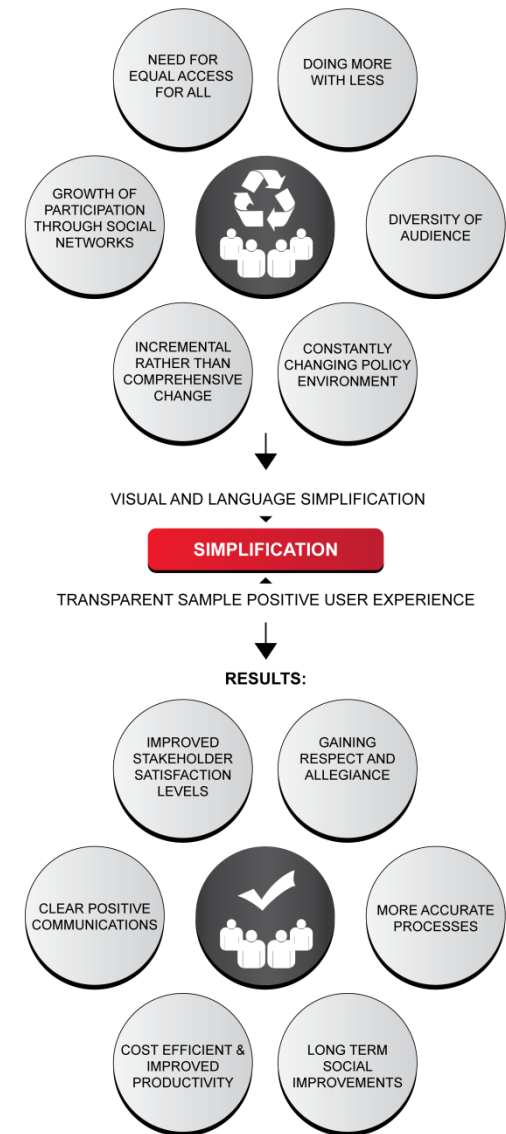 NEED FOR
EQUAL ACCESS
FOR ALL
DOING MORE
WITH LESS
GROWTH OF
PARTICIPATION
THROUGH SOCIAL
NETWORKS
DIVERSITY OF
AUDIENCE
INCREMENTAL
RATHER THAN
COMPREHENSIVE
CHANGE
CONSTANTLY
CHANGING POLICY
ENVIRONMENT
VISUAL AND LANGUAGE SIMPLIFICATION
SIMPLIFICATION
TRANSPARENT SAMPLE POSITIVE USER EXPERIENCE
RESULTS:
IMPROVED
STAKEHOLDER
SATISFACTION
LEVELS
GAINING
RESPECT AND
ALLEGIANCE
CLEAR POSITIVE
COMMUNICATIONS
MORE ACCURATE
PROCESSES
COST EFFICIENT &
IMPROVED
PRODUCTIVITY
LONG TERM
SOCIAL
IMPROVEMENTS